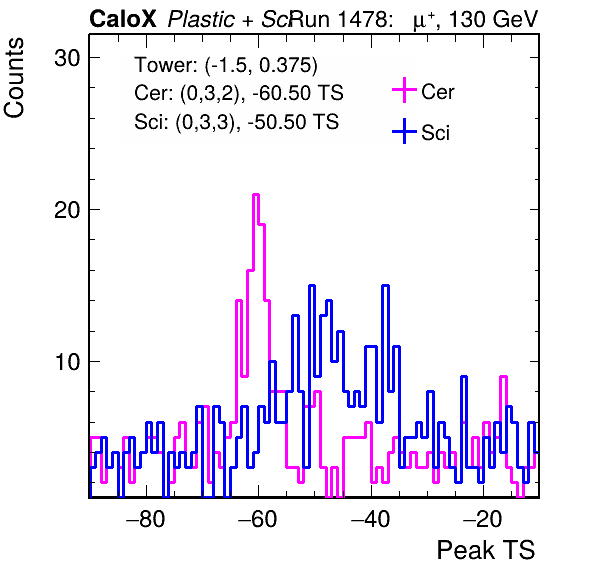 CaloX Plastic + Sci Run 1478: μ⁺, 130 GeV
Counts
30
Tower: (-1.5, 0.375)
Cer: (0,3,2), -60.50 TS
Sci: (0,3,3), -50.50 TS
Cer
Sci
20
10
−80 −60 −40 −20
Peak TS